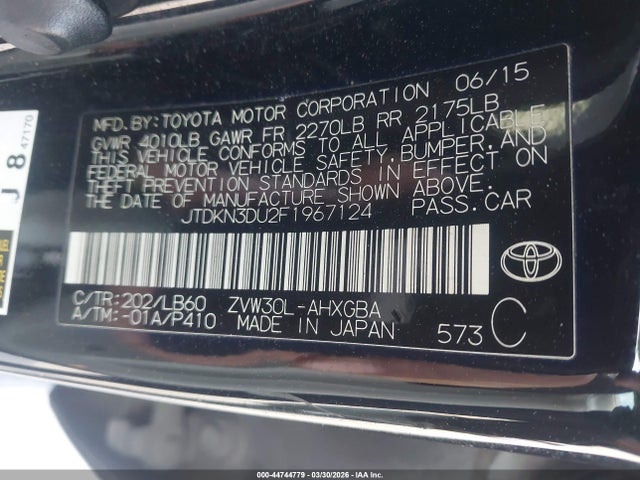 MFD. BY: TOYOTA MOTOR CORPORATION 06/15
GVWR 4010LB GAWR FR 2270LB RR 2175LB
THIS VEHICLE CONFORMS TO ALL APPLICABLE
FEDERAL MOTOR VEHICLE SAFETY, BUMPER, AND
THEFT PREVENTION STANDARDS IN EFFECT ON
THE DATE OF MANUFACTURE SHOWN ABOVE.
JTDKN3DU2F1967124 PASS. CAR
C/TR: 202/LB60 ZVW30L-AHXGBA
A/TM: -01A/P410 MADE IN JAPAN 573 C
J 8 47170
000-44744779 - 03/30/2026 - IAA Inc.